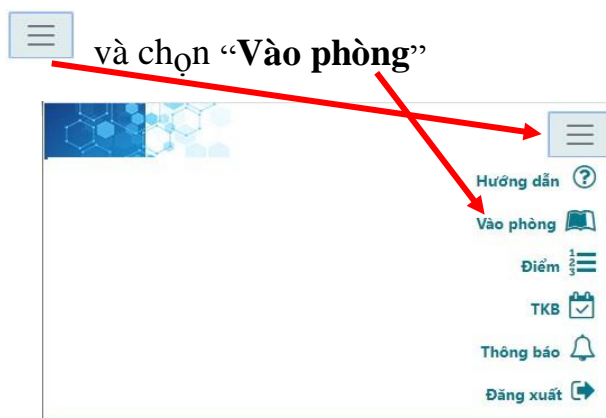 và chọn “Vào phòng”
Hướng dẫn
Vào phòng
Điểm
TKB
Thông báo
Đăng xuất